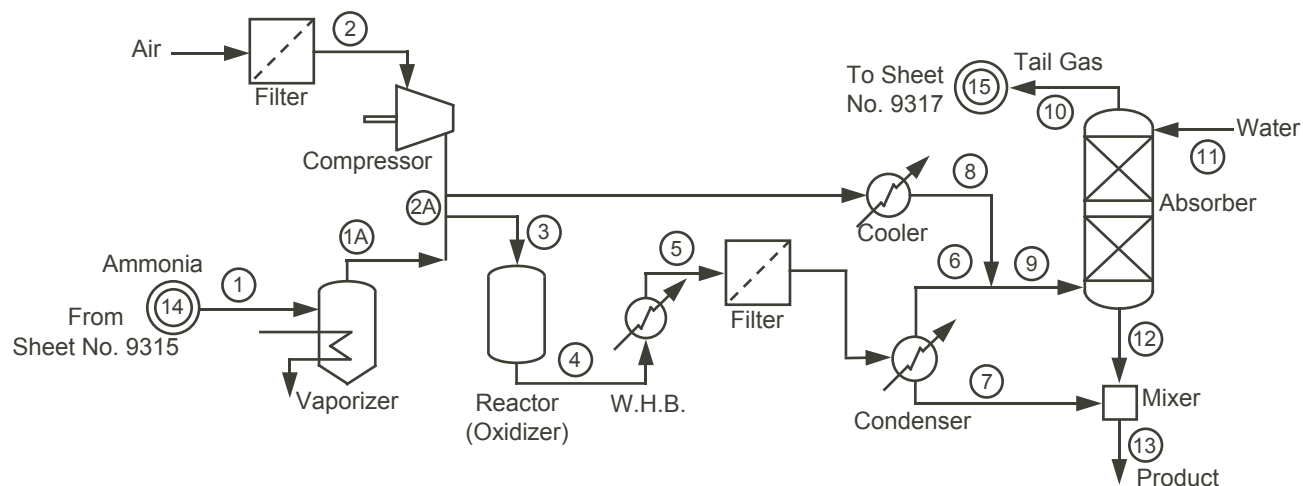 Air
2
Filter
Compressor
To Sheet
No. 9317
15
Tail Gas
10
Water
11
Absorber
2A
8
Cooler
1A
3
Ammonia
1
14
From
Sheet No. 9315
Vaporizer
5
Filter
6
9
4
Reactor
(Oxidizer)
W.H.B.
Condenser
7
12
Mixer
13
Product